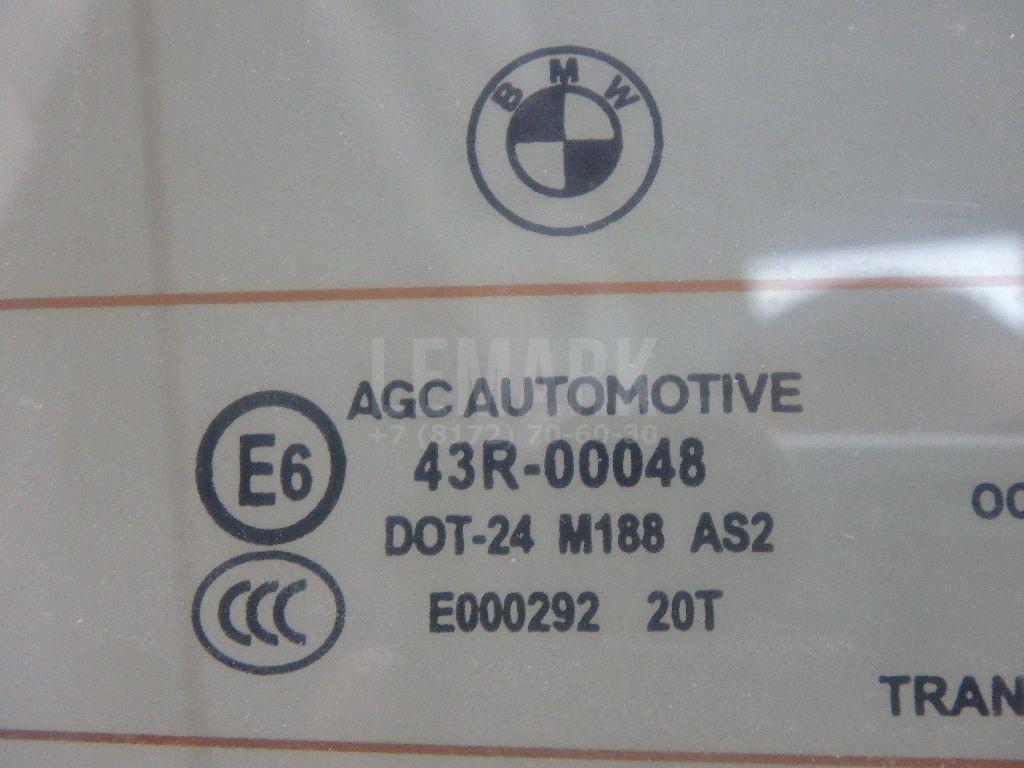 BMW
LEMARK
AGC AUTOMOTIVE
+7 (8172) 70-60-30
E6
43R-00048
DOT-24 M188 AS2
CCC
E000292 20T